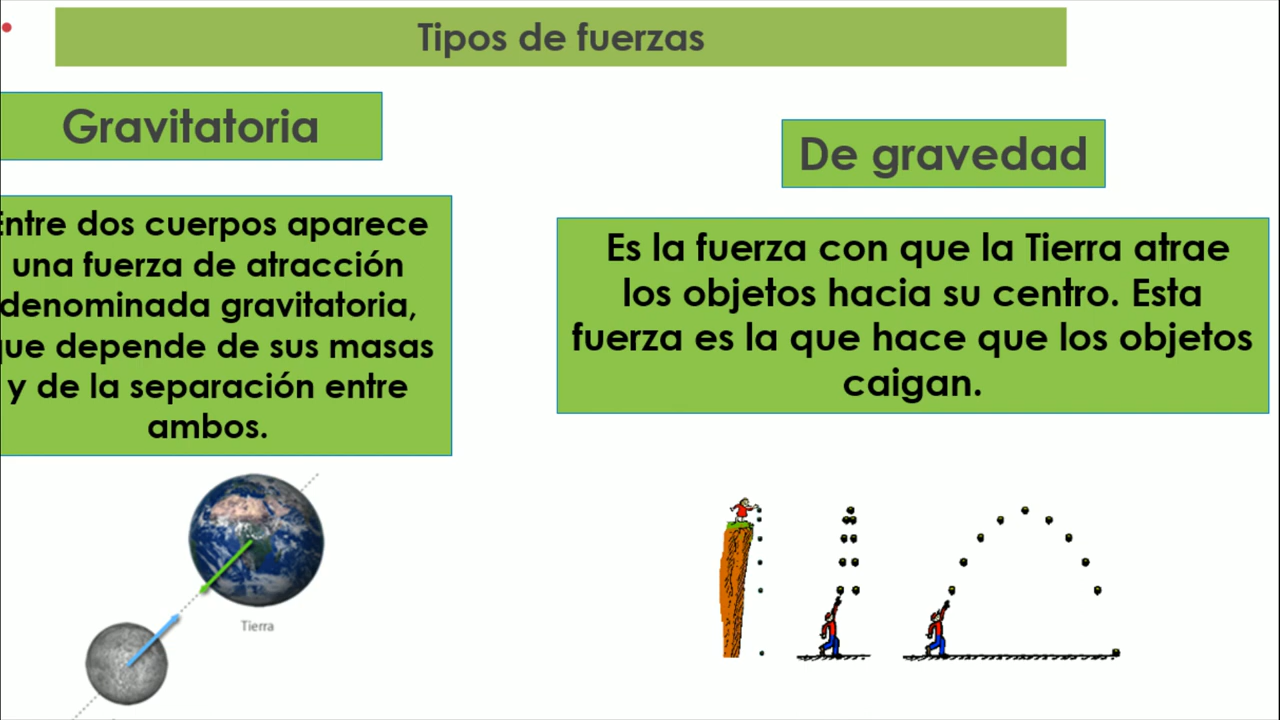 Tipos de fuerzas
Gravitatoria
Entre dos cuerpos aparece
una fuerza de atracción
denominada gravitatoria,
que depende de sus masas
y de la separación entre
ambos.
Tierra
De gravedad
Es la fuerza con que la Tierra atrae
los objetos hacia su centro. Esta
fuerza es la que hace que los objetos
caigan.